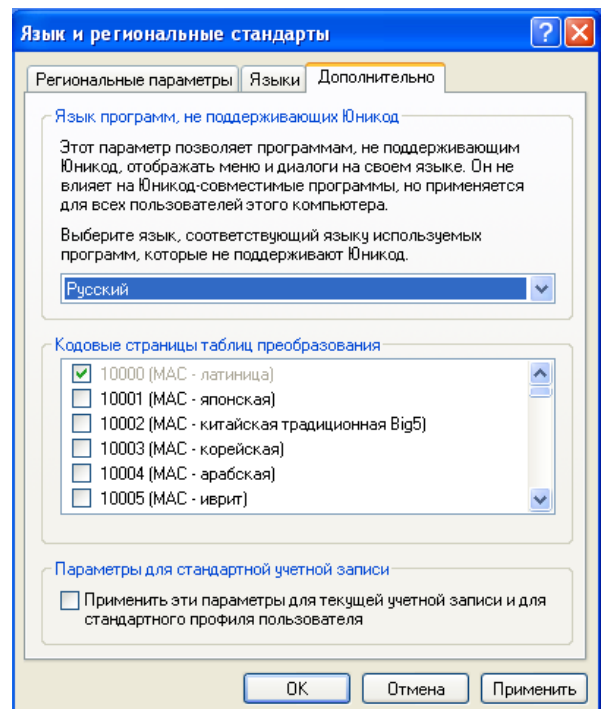 Язык и региональные стандарты
Региональные параметры Языки Дополнительно
Язык программ, не поддерживающих Юникод
Этот параметр позволяет программам, не поддерживающим
Юникод, отображать меню и диалоги на своем языке. Он не
влияет на Юникод-совместимые программы, но применяется
для всех пользователей этого компьютера.
Выберите язык, соответствующий языку используемых
программ, которые не поддерживают Юникод.
Русский
Кодовые страницы таблиц преобразования
10000 (MAC - латиница)
10001 (MAC - японская)
10002 (MAC - китайская традиционная Big5)
10003 (MAC - корейская)
10004 (MAC - арабская)
10005 (MAC - иврит)
Параметры для стандартной учетной записи
Применить эти параметры для текущей учетной записи и для
стандартного профиля пользователя
ОК Отмена Применить